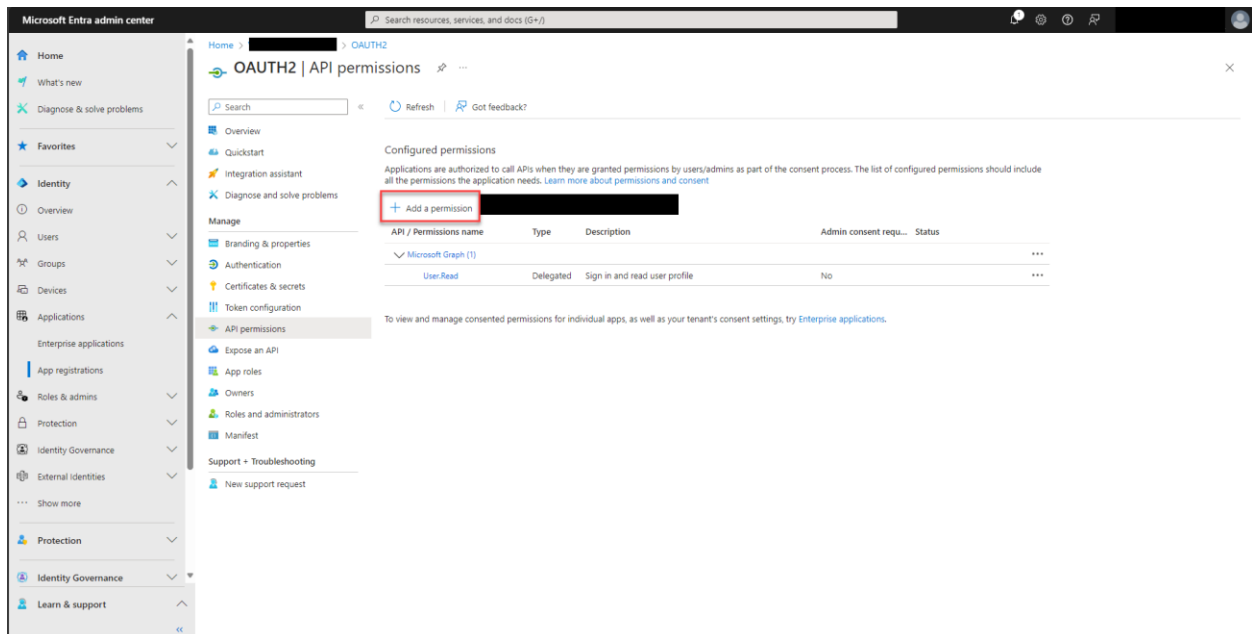 Microsoft Entra admin center
Search resources, services, and docs (G+/)
1
Home
What's new
Diagnose & solve problems
Favorites
Identity
Overview
Users
Groups
Devices
Applications
Enterprise applications
App registrations
Roles & admins
Protection
Identity Governance
External Identities
Show more
Protection
Identity Governance
Learn & support
Home > > OAUTH2
OAUTH2 | API permissions
Search
Overview
Quickstart
Integration assistant
Diagnose and solve problems
Manage
Branding & properties
Authentication
Certificates & secrets
Token configuration
API permissions
Expose an API
App roles
Owners
Roles and administrators
Manifest
Support + Troubleshooting
New support request
Refresh Got feedback?
Configured permissions
Applications are authorized to call APIs when they are granted permissions by users/admins as part of the consent process. The list of configured permissions should include
all the permissions the application needs. Learn more about permissions and consent
+ Add a permission
API / Permissions name Type Description Admin consent requ... Status
Microsoft Graph (1)
User.Read Delegated Sign in and read user profile No
To view and manage consented permissions for individual apps, as well as your tenant's consent settings, try Enterprise applications.